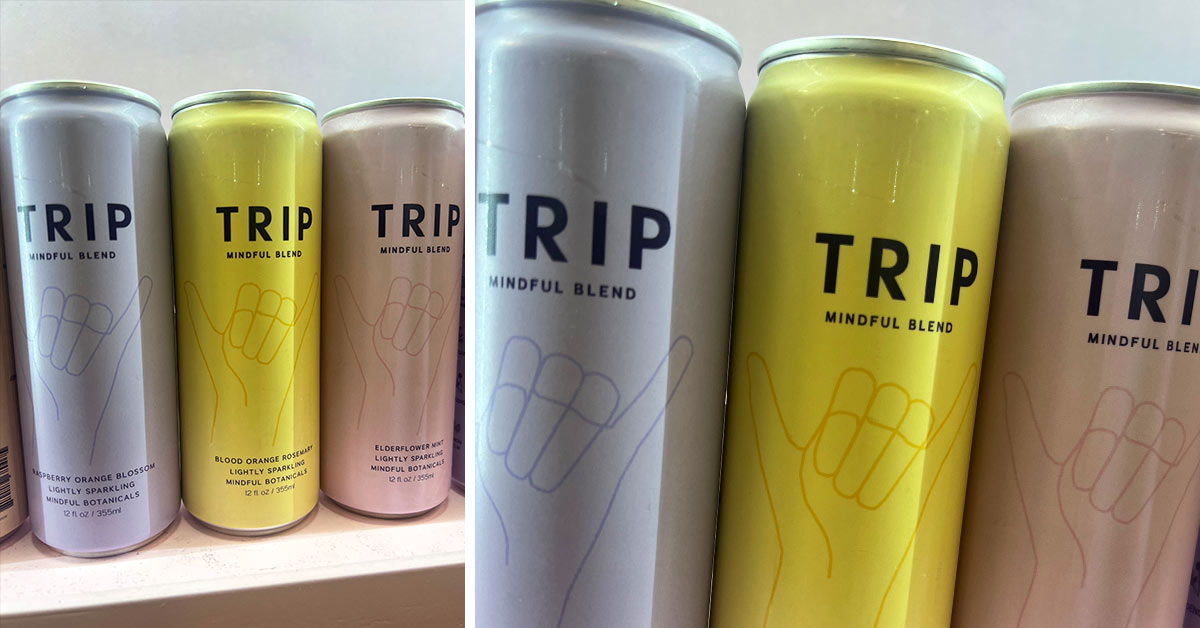 TRIP
MINDFUL BLEND
RASPBERRY ORANGE BLOSSOM
LIGHTLY SPARKLING
MINDFUL BOTANICALS
12 fl oz / 355ml
TRIP
MINDFUL BLEND
BLOOD ORANGE ROSEMARY
LIGHTLY SPARKLING
MINDFUL BOTANICALS
12 fl oz / 355ml
TRIP
MINDFUL BLEND
ELDERFLOWER MINT
LIGHTLY SPARKLING
MINDFUL BOTANICALS
12 fl oz / 355ml
TRIP
MINDFUL BLEND
TRIP
MINDFUL BLEND
TRI
MINDFUL BLEN